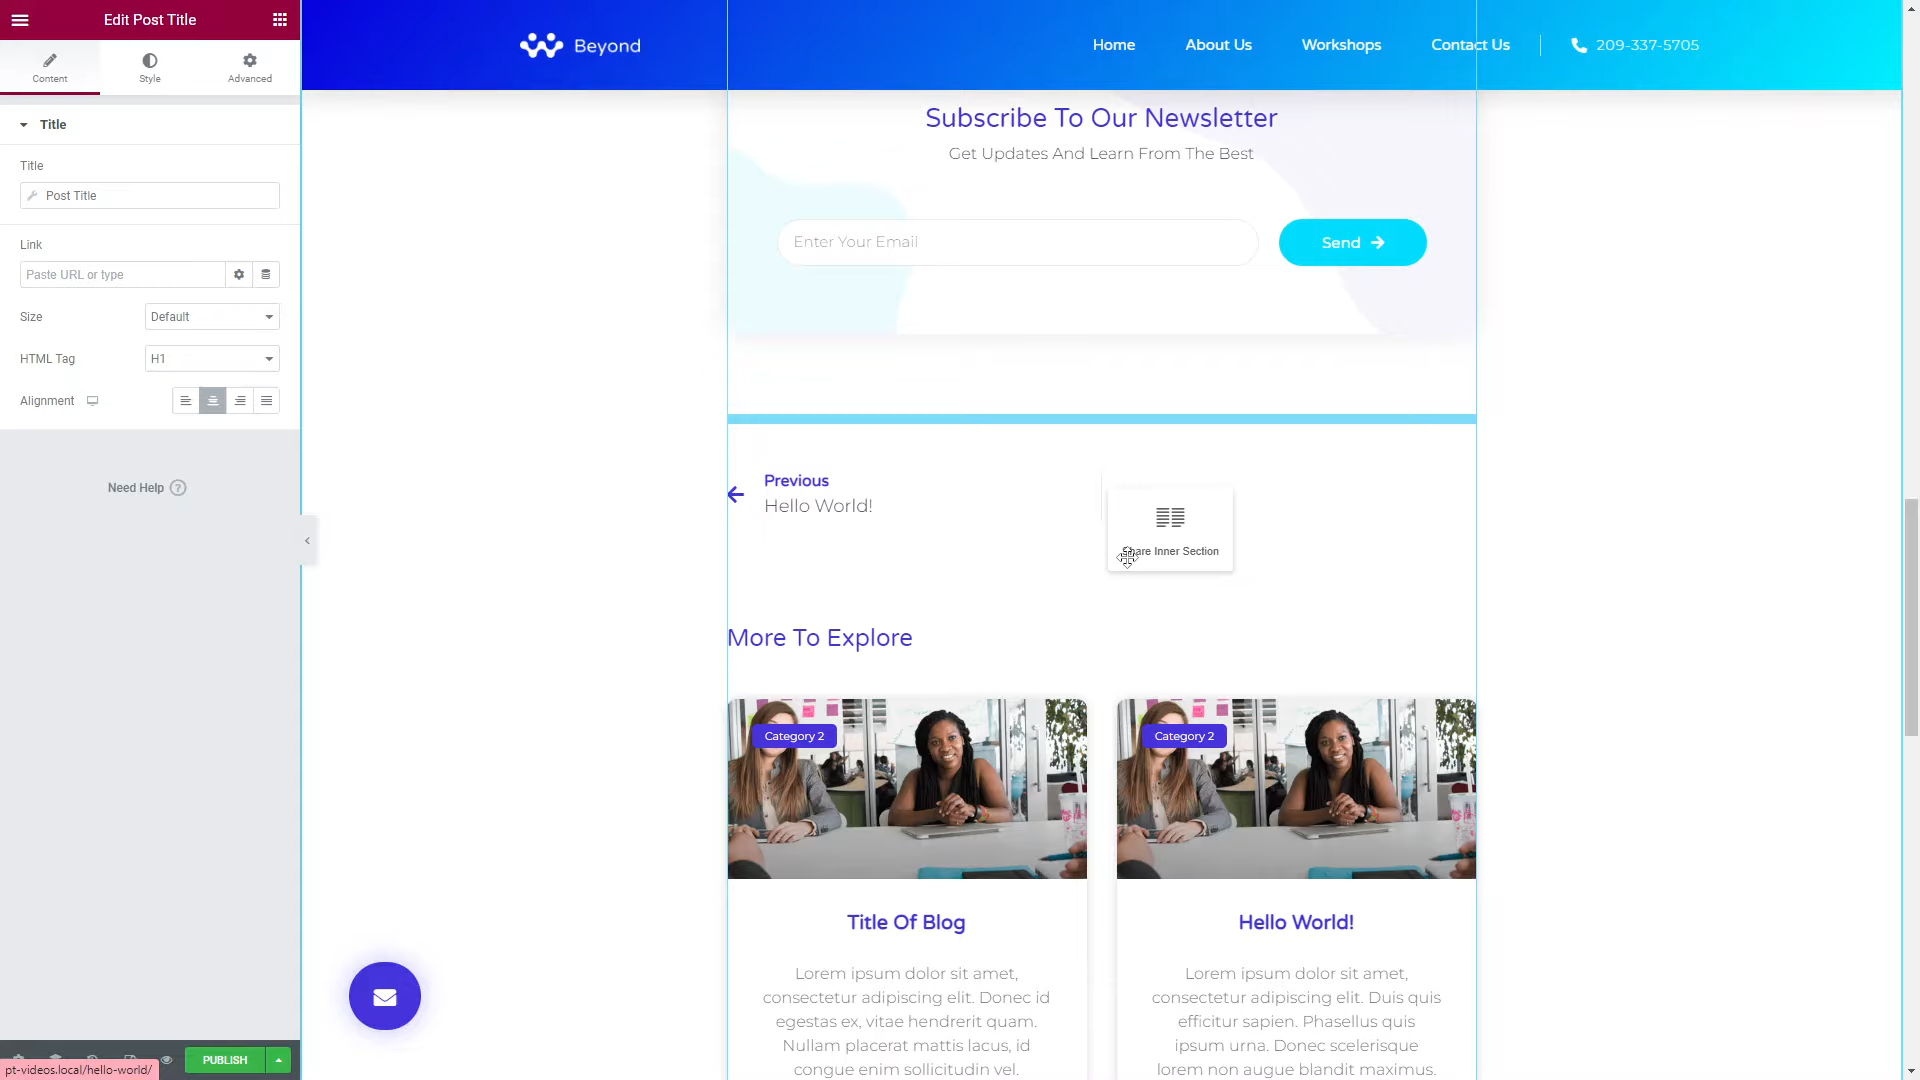 Edit Post Title
Content
Style
Advanced
Title
Title
Post Title
Link
Paste URL or type
Size
Default
HTML Tag
H1
Alignment
Need Help ?
PUBLISH
pt-videos.local/hello-world/
Beyond
Home
About Us
Workshops
Contact Us
209-337-5705
Subscribe To Our Newsletter
Get Updates And Learn From The Best
Enter Your Email
Send
Previous
Hello World!
Share Inner Section
More To Explore
Category 2
Category 2
Title Of Blog
Lorem ipsum dolor sit amet,
consectetur adipiscing elit. Donec id
egestas ex, vitae hendrerit quam.
Nullam placerat mattis lacus, id
congue enim sollicitudin vel.
Hello World!
Lorem ipsum dolor sit amet,
consectetur adipiscing elit. Duis quis
efficitur sapien. Phasellus quis
ipsum urna. Donec scelerisque
lorem non augue blandit maximus.